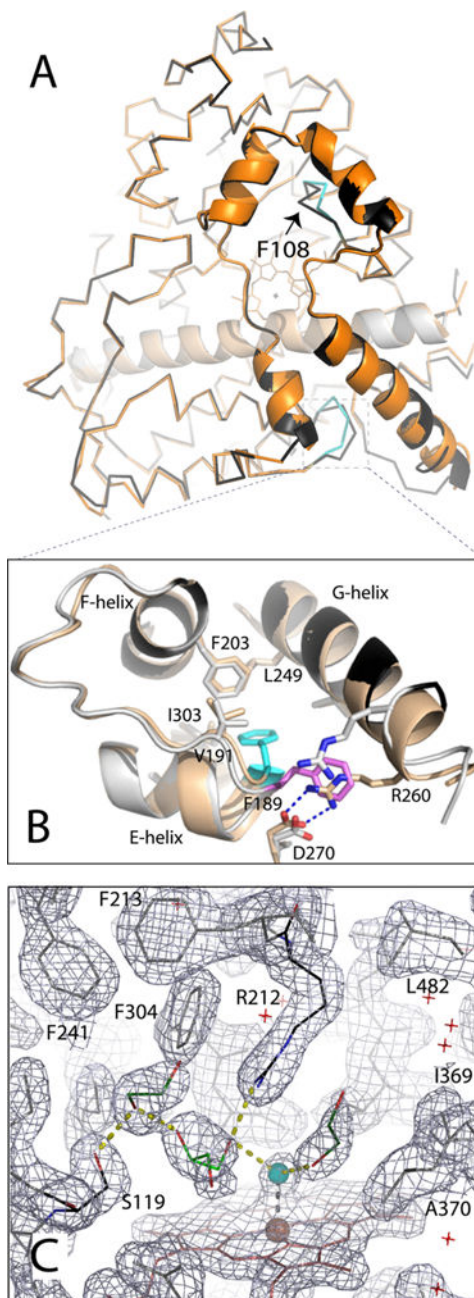 A
F108
F-helix
G-helix
F203
L249
I303
V191
F189
R260
E-helix
D270
B
F213
L482
R212
F304
F241
I369
S119
A370
C